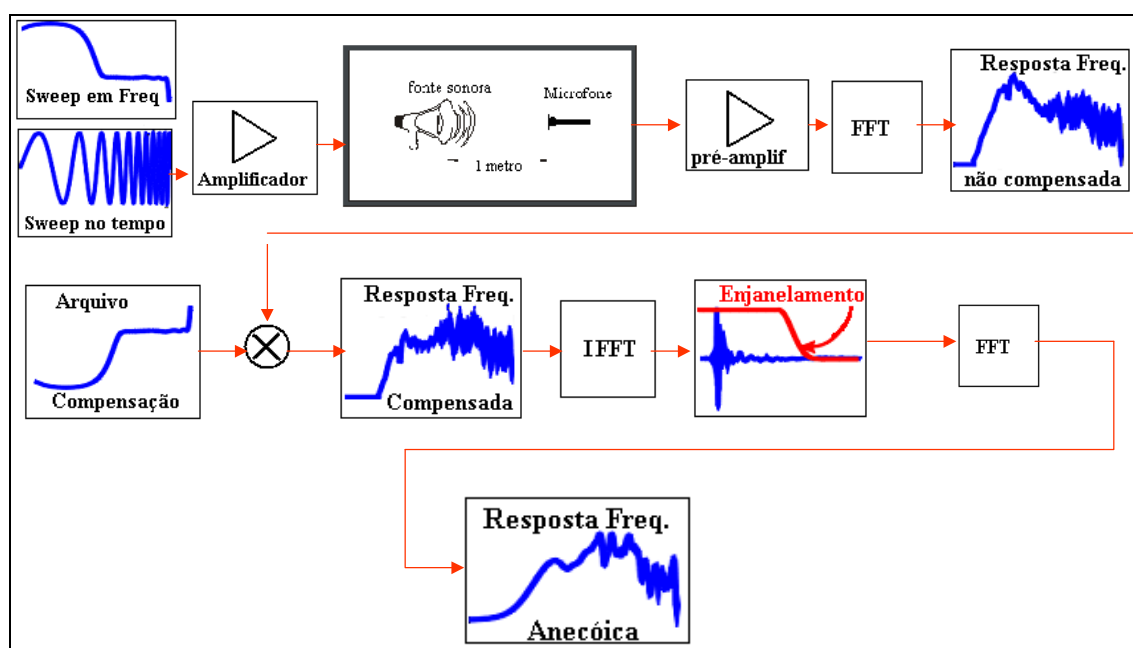 Sweep em Freq
Sweep no tempo
Amplificador
fonte sonora
Microfone
1 metro
pré-amplif
FFT
Resposta Freq.
não compensada
Arquivo
Compensação
Resposta Freq.
Compensada
IFFT
Enjanelamento
FFT
Resposta Freq.
Anecóica